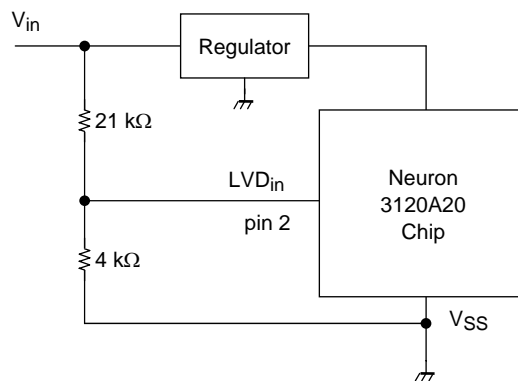 Vin
Regulator
21 kΩ
LVDin
pin 2
Neuron
3120A20
Chip
4 kΩ
VSS